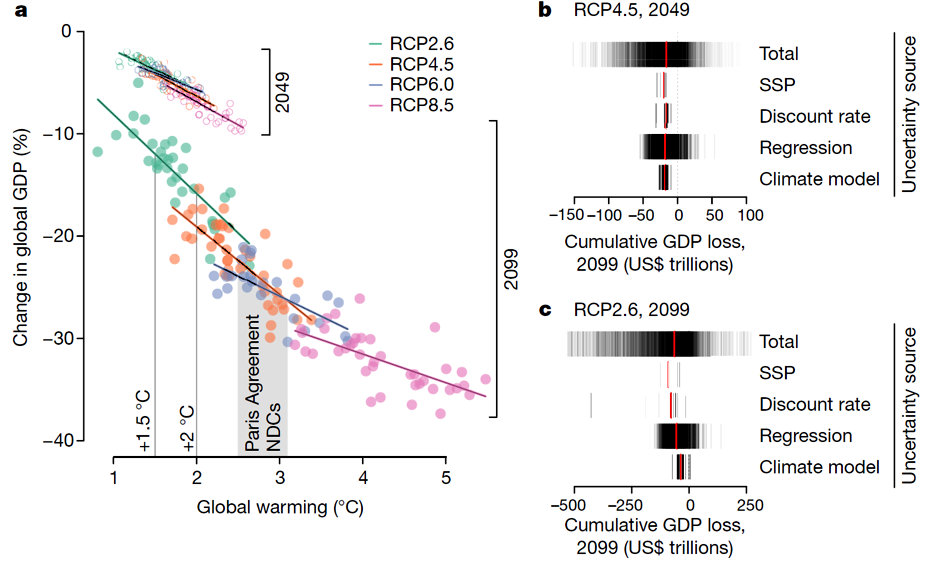 a
0
−10
−20
−30
−40
Change in global GDP (%)
2049
RCP2.6
RCP4.5
RCP6.0
RCP8.5
2099
+1.5 °C
+2 °C
Paris Agreement
NDCs
1 2 3 4 5
Global warming (°C)
b RCP4.5, 2049
Total
SSP
Discount rate
Regression
Climate model
Uncertainty source
−150 −100 −50 0 50 100
Cumulative GDP loss,
2099 (US$ trillions)
c RCP2.6, 2099
Total
SSP
Discount rate
Regression
Climate model
Uncertainty source
−500 −250 0 250
Cumulative GDP loss,
2099 (US$ trillions)